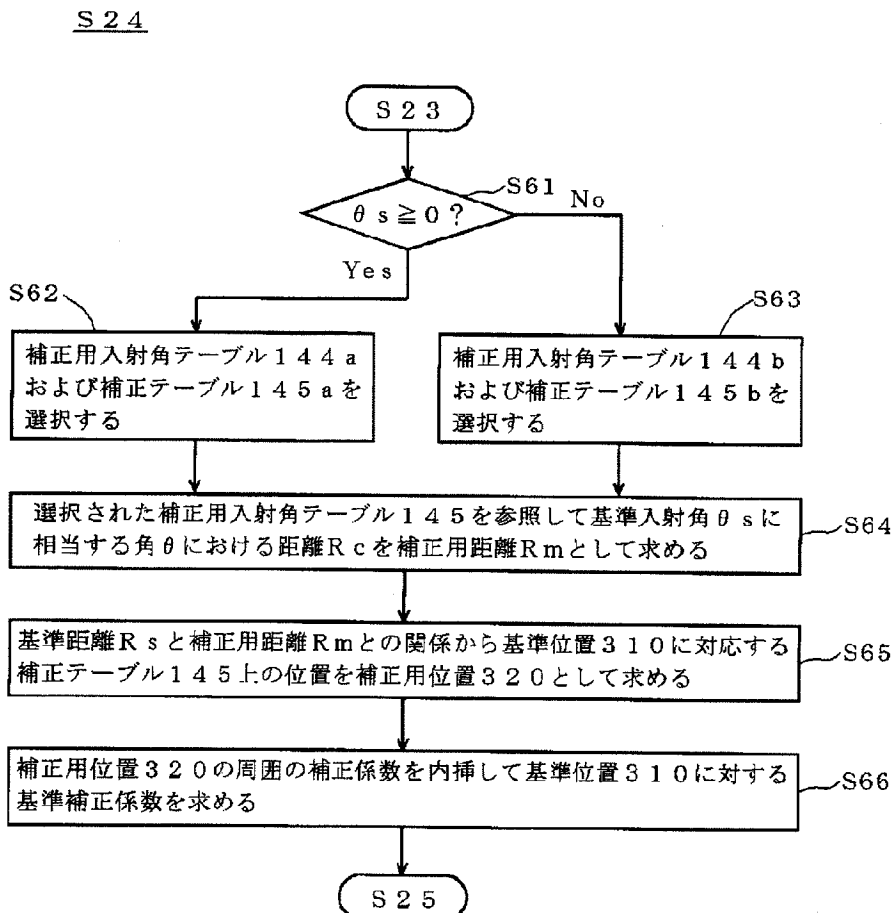 S24
S23
S61
θs≧0?
No
Yes
S62
補正用入射角テーブル144a
および補正テーブル145aを
選択する
S63
補正用入射角テーブル144b
および補正テーブル145bを
選択する
選択された補正用入射角テーブル145を参照して基準入射角θsに
相当する角θにおける距離Rcを補正用距離Rmとして求める
S64
基準距離Rsと補正用距離Rmとの関係から基準位置310に対応する
補正テーブル145上の位置を補正用位置320として求める
S65
補正用位置320の周囲の補正係数を内挿して基準位置310に対する
基準補正係数を求める
S66
S25